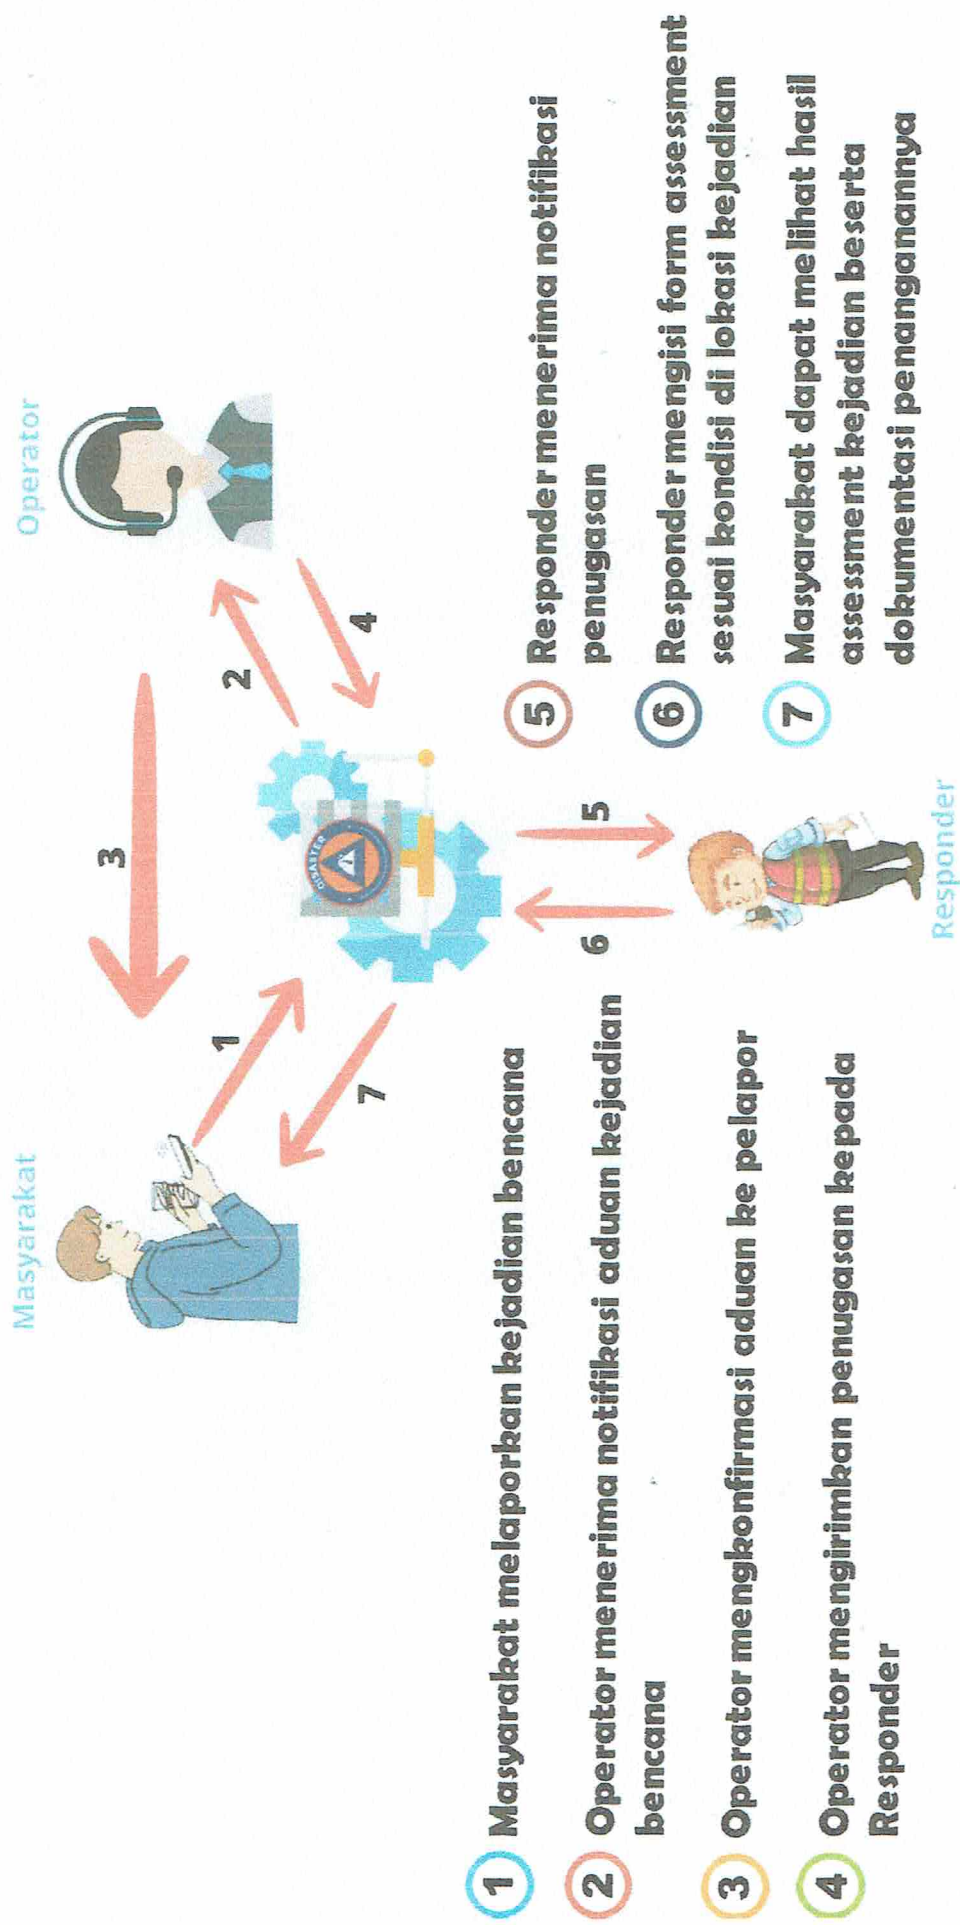 Masyarakat
Operator
3
1
2
7
4
DISASTER
6
5
Responder
1 Masyarakat melaporkan kejadian bencana
2 Operator menerima notifikasi aduan kejadian
bencana
3 Operator mengkonfirmasi aduan ke pelapor
4 Operator mengirimkan penugasan kepada
Responder
5 Responder menerima notifikasi
penugasan
6 Responder mengisi form assessment
sesuai kondisi di lokasi kejadian
7 Masyarakat dapat melihat hasil
assessment kejadian beserta
dokumentasi penanganannya